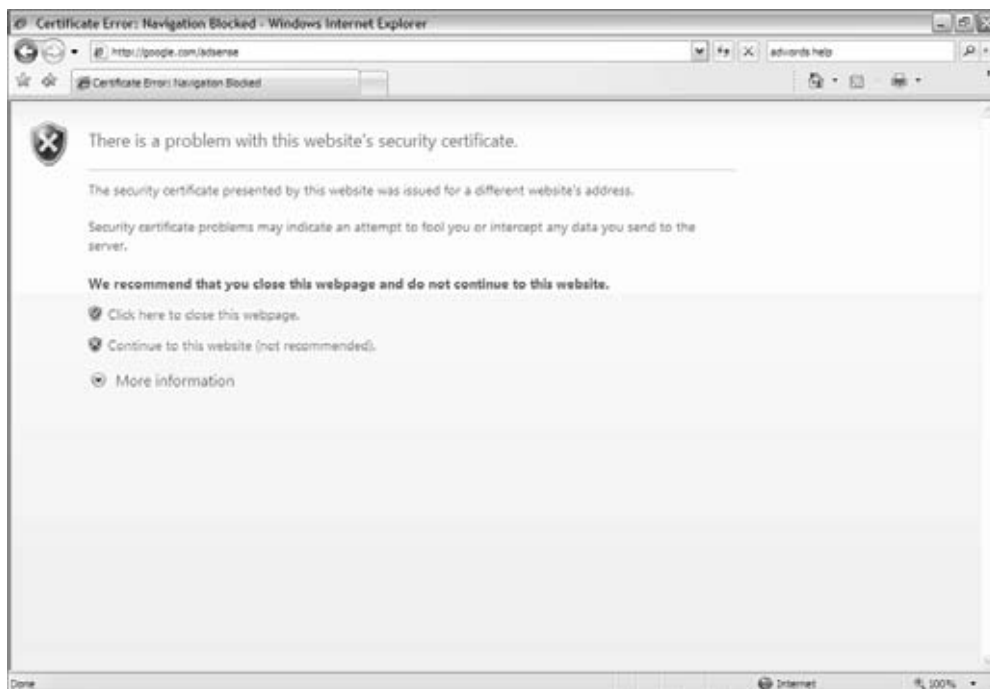 Certificate Error: Navigation Blocked - Windows Internet Explorer
http://google.com/adsense
adwords help
Certificate Error: Navigation Blocked
There is a problem with this website's security certificate.
The security certificate presented by this website was issued for a different website's address.
Security certificate problems may indicate an attempt to fool you or intercept any data you send to the
server.
We recommend that you close this webpage and do not continue to this website.
Click here to close this webpage.
Continue to this website (not recommended).
More information
Done
Internet
100%